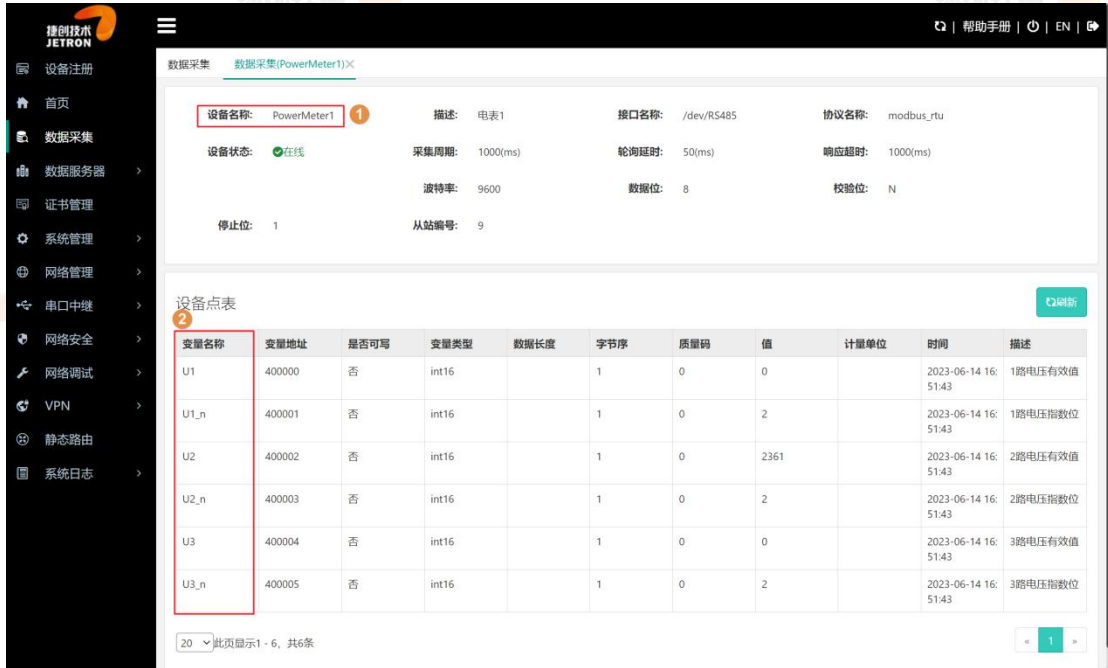 捷创技术
JETRON
帮助手册 | EN |
设备注册
首页
数据采集
数据服务器
证书管理
系统管理
网络管理
串口中继
网络安全
网络调试
VPN
静态路由
系统日志
数据采集 数据采集(PowerMeter1)×
设备名称: PowerMeter1 1 描述: 电表1 接口名称: /dev/RS485 协议名称: modbus_rtu
设备状态: 在线 采集周期: 1000(ms) 轮询延时: 50(ms) 响应超时: 1000(ms)
波特率: 9600 数据位: 8 校验位: N
停止位: 1 从站编号: 9
设备点表 刷新
2
变量名称 变量地址 是否可写 变量类型 数据长度 字节序 质量码 值 计量单位 时间 描述
U1 400000 否 int16 1 0 0 2023-06-14 16: 1路电压有效值
51:43
U1_n 400001 否 int16 1 0 2 2023-06-14 16: 1路电压指数位
51:43
U2 400002 否 int16 1 0 2361 2023-06-14 16: 2路电压有效值
51:43
U2_n 400003 否 int16 1 0 2 2023-06-14 16: 2路电压指数位
51:43
U3 400004 否 int16 1 0 0 2023-06-14 16: 3路电压有效值
51:43
U3_n 400005 否 int16 1 0 2 2023-06-14 16: 3路电压指数位
51:43
20 此页显示1 - 6, 共6条 « 1 »